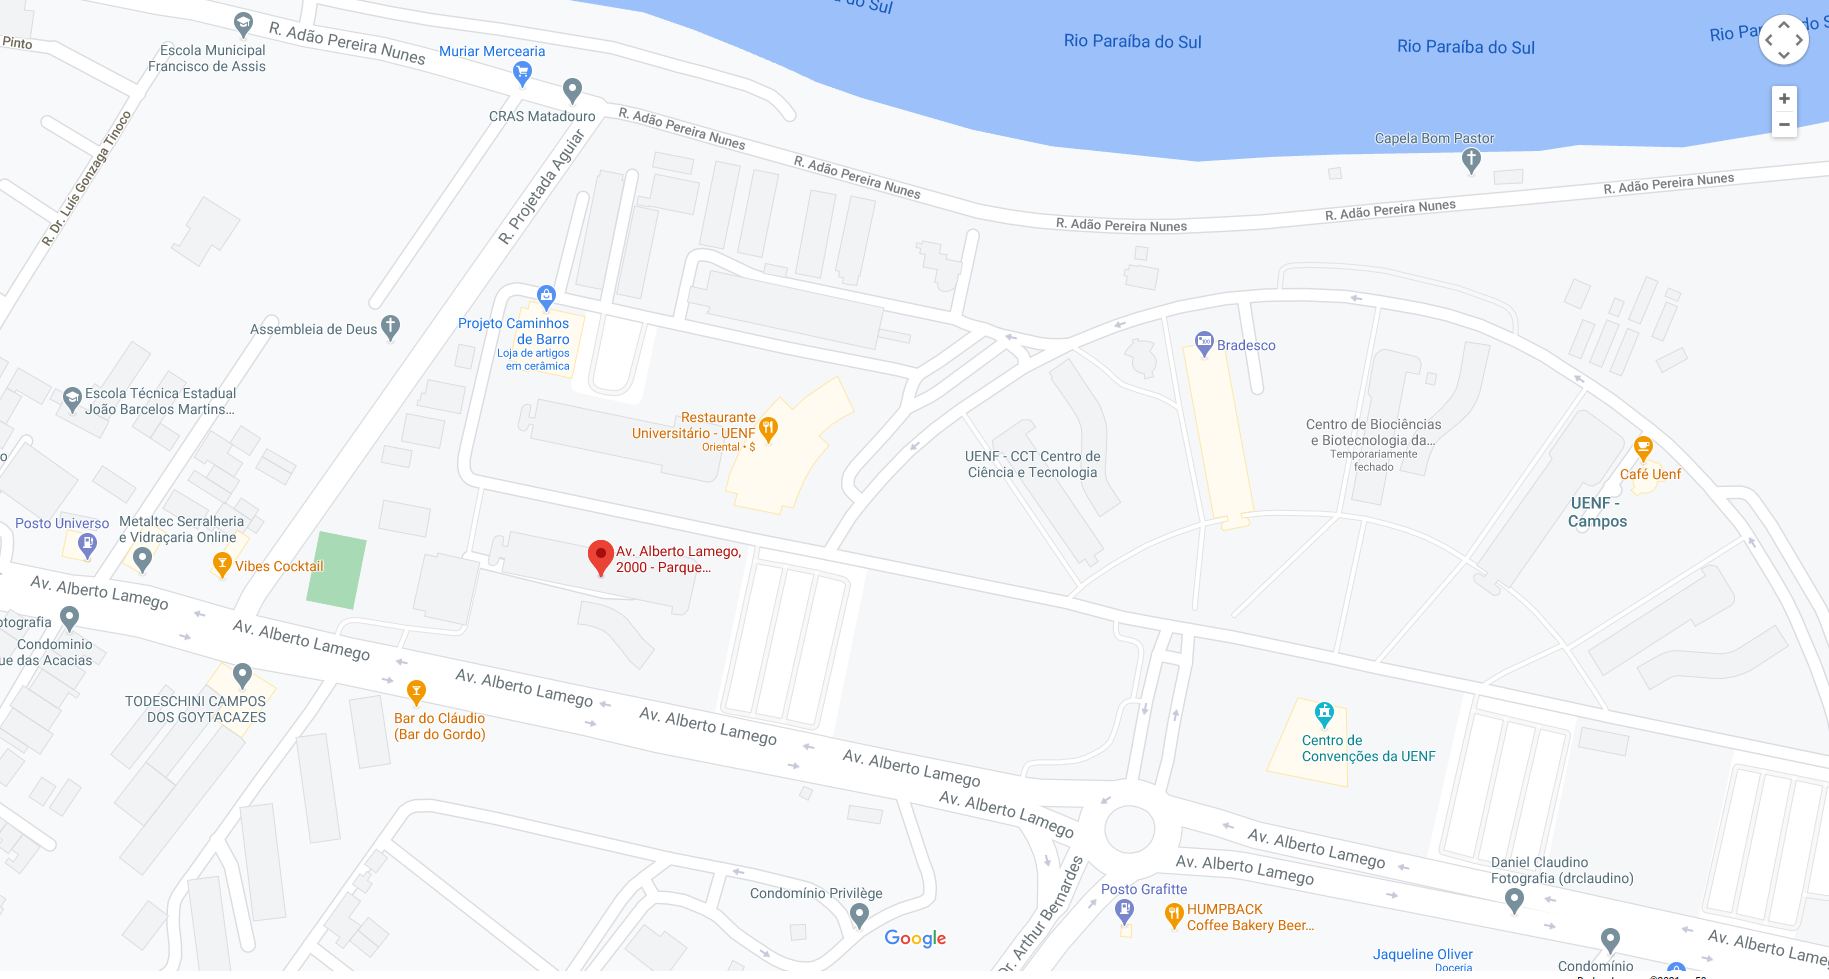 do Sul
Rio Paraíba do Sul
Rio Paraíba do Sul
Pinto
Escola Municipal
Francisco de Assis
R. Adão Pereira Nunes
Muriar Mercearia
CRAS Matadouro
R. Adão Pereira Nunes
R. Adão Pereira Nunes
R. Adão Pereira Nunes
R. Adão Pereira Nunes
R. Adão Pereira Nunes
Capela Bom Pastor
R. Dr. Luís Gonzaga Tinoco
R. Projetada Aguiar
Assembleia de Deus
Projeto Caminhos
de Barro
Loja de artigos
em cerâmica
Bradesco
Escola Técnica Estadual
João Barcelos Martins...
Restaurante
Universitário - UENF
Oriental • $
UENF - CCT Centro de
Ciência e Tecnologia
Centro de Biociências
e Biotecnologia da...
Temporariamente
fechado
Café Uenf
UENF -
Campos
Posto Universo
Metaltec Serralheria
e Vidraçaria Online
Vibes Cocktail
Av. Alberto Lamego,
2000 - Parque...
Av. Alberto Lamego
Av. Alberto Lamego
Av. Alberto Lamego
Av. Alberto Lamego
Av. Alberto Lamego
Av. Alberto Lamego
Av. Alberto Lamego
Av. Alberto Lamego
Av. Alberto Lamego
otografia
Condominio
ue das Acacias
TODESCHINI CAMPOS
DOS GOYTACAZES
Bar do Cláudio
(Bar do Gordo)
Centro de
Convenções da UENF
Condomínio Privilège
Dr. Arthur Bernardes
Posto Grafitte
HUMPBACK
Coffee Bakery Beer...
Daniel Claudino
Fotografia (drclaudino)
Jaqueline Oliver
Doceria
Condomínio
Google